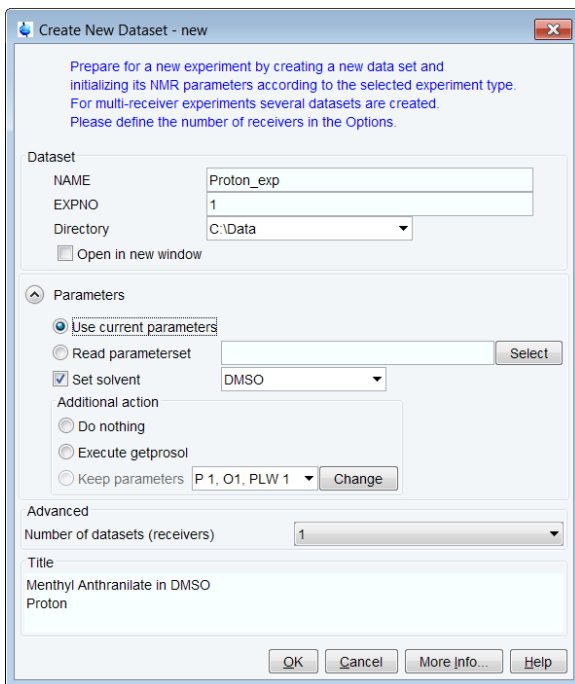 Create New Dataset - new
Prepare for a new experiment by creating a new data set and
initializing its NMR parameters according to the selected experiment type.
For multi-receiver experiments several datasets are created.
Please define the number of receivers in the Options.
Dataset
NAME Proton_exp
EXPNO 1
Directory C:\Data
Open in new window
Parameters
Use current parameters
Read parameterset Select
Set solvent DMSO
Additional action
Do nothing
Execute getprosol
Keep parameters P 1, O1, PLW 1 Change
Advanced
Number of datasets (receivers) 1
Title
Menthyl Anthranilate in DMSO
Proton
OK Cancel More Info... Help